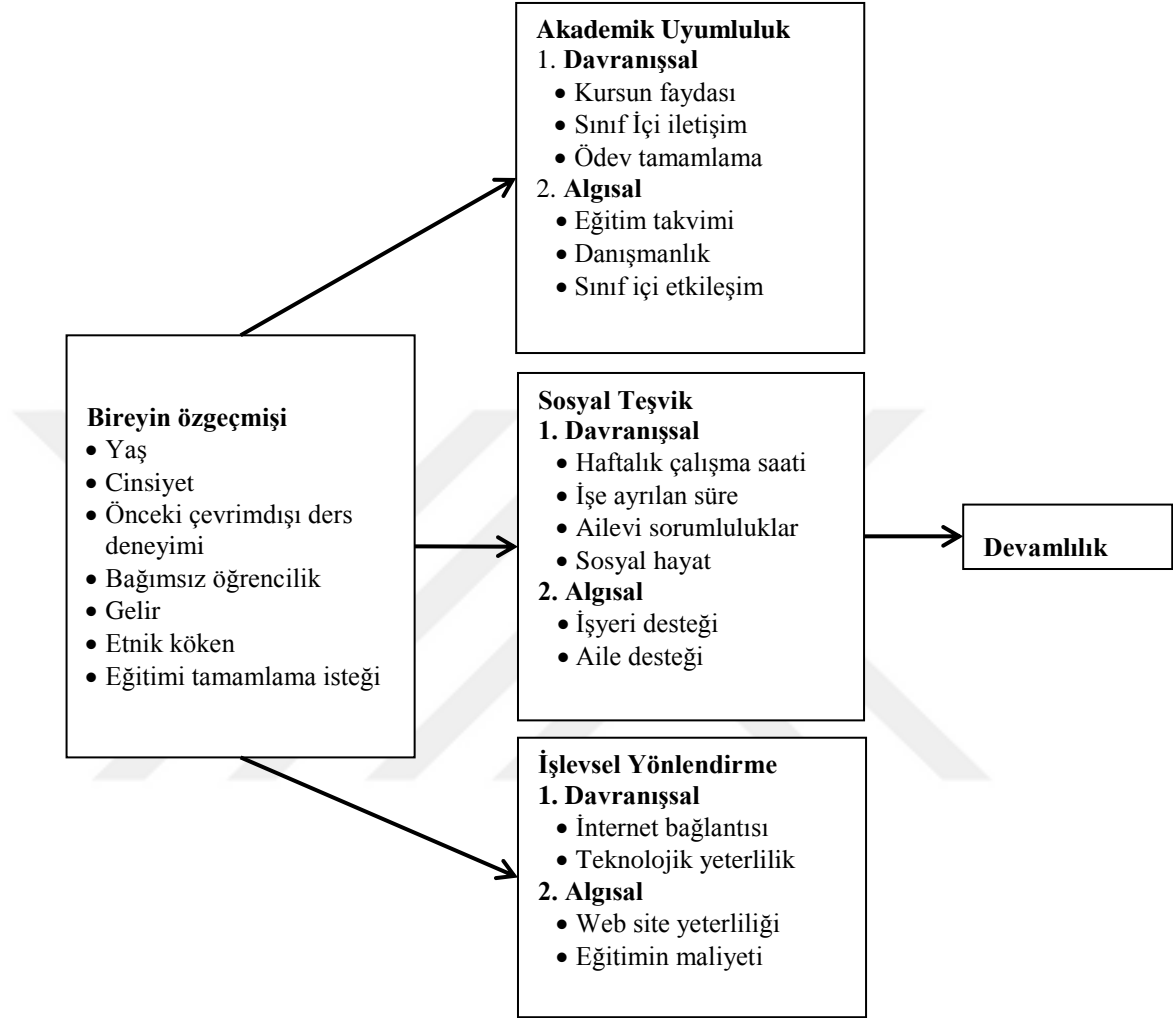 Akademik Uyumluluk
1. Davranışsal
• Kursun faydası
• Sınıf İçi iletişim
• Ödev tamamlama
2. Algısal
• Eğitim takvimi
• Danışmanlık
• Sınıf içi etkileşim
Bireyin özgeçmişi
• Yaş
• Cinsiyet
• Önceki çevrimdışı ders
deneyimi
• Bağımsız öğrencilik
• Gelir
• Etnik köken
• Eğitimi tamamlama isteği
Sosyal Teşvik
1. Davranışsal
• Haftalık çalışma saati
• İşe ayrılan süre
• Ailevi sorumluluklar
• Sosyal hayat
2. Algısal
• İşyeri desteği
• Aile desteği
Devamlılık
İşlevsel Yönlendirme
1. Davranışsal
• İnternet bağlantısı
• Teknolojik yeterlilik
2. Algısal
• Web site yeterliliği
• Eğitimin maliyeti